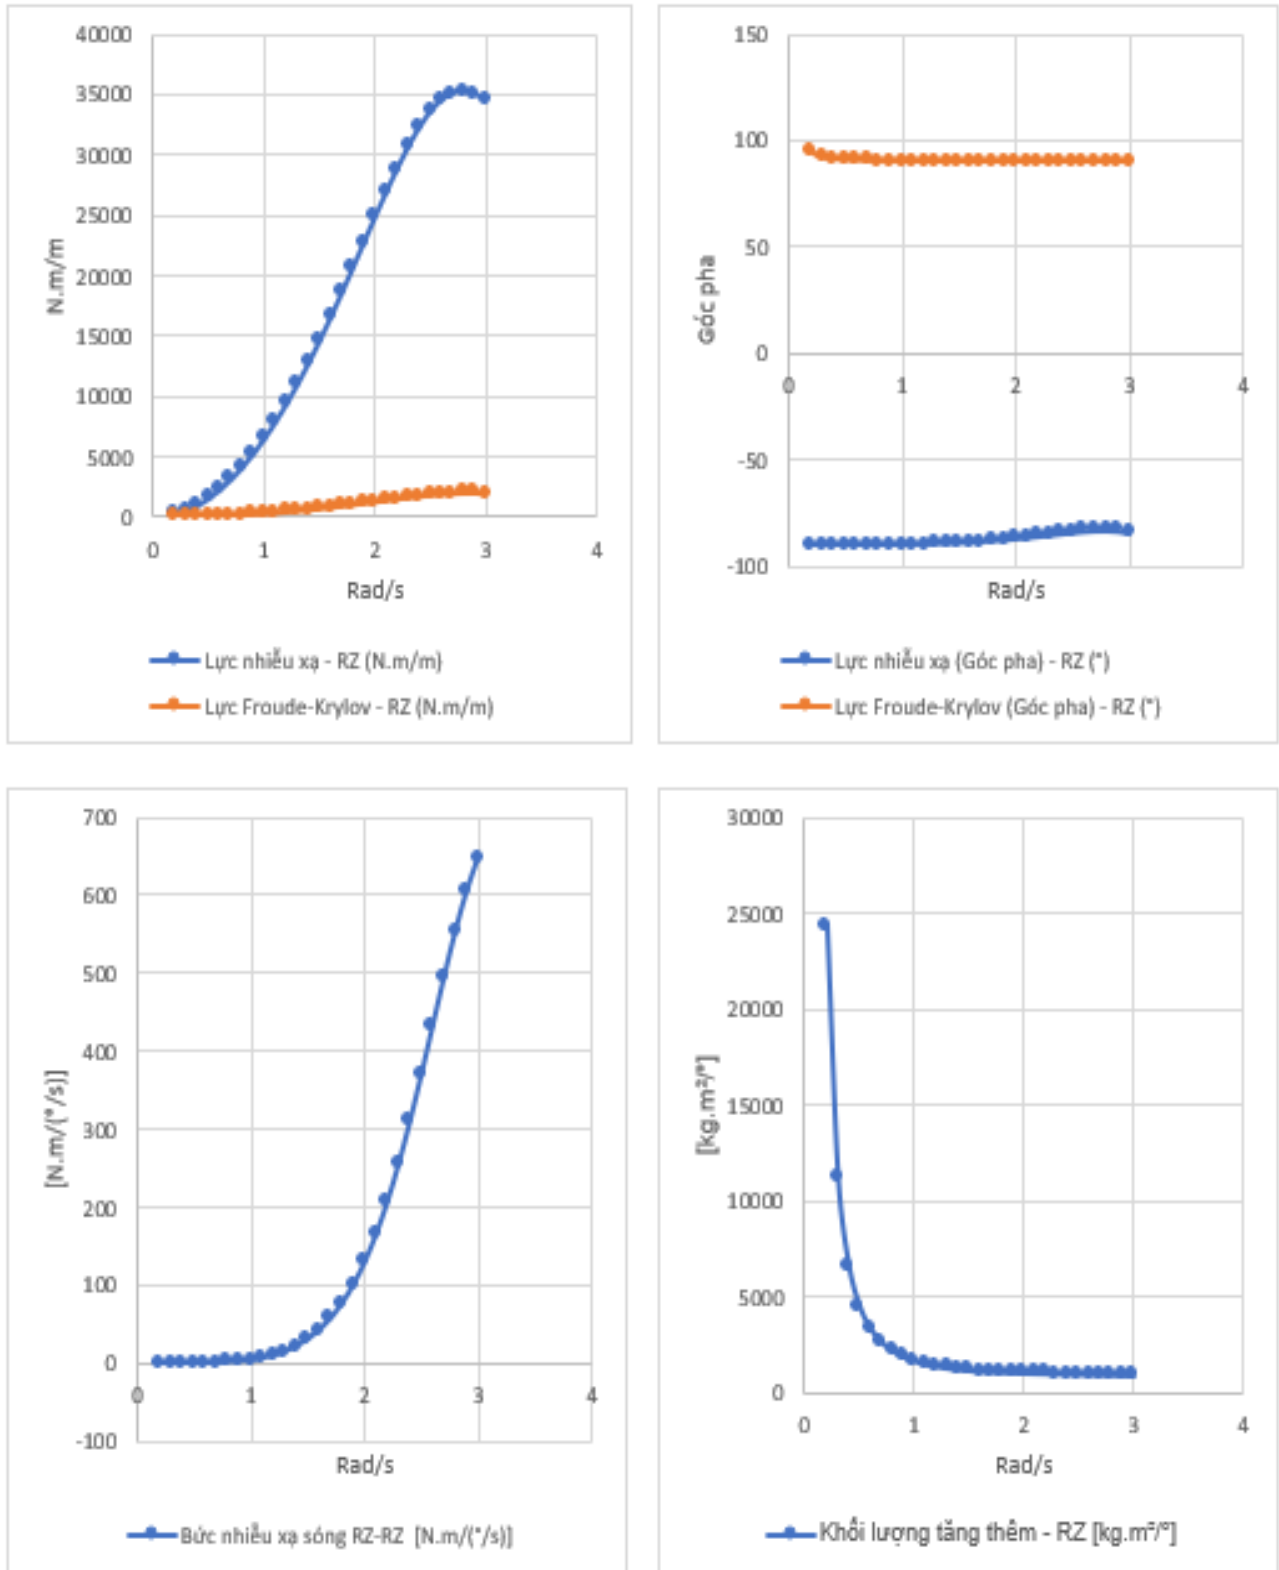 40000
35000
30000
25000
20000
15000
10000
5000
0
N.m/m
0 1 2 3 4
Rad/s
Lực nhiễu xạ - RZ (N.m/m)
Lực Froude-Krylov - RZ (N.m/m)
150
100
50
0
-50
-100
Góc pha
0 1 2 3 4
Rad/s
Lực nhiễu xạ (Góc pha) - RZ (°)
Lực Froude-Krylov (Góc pha) - RZ (°)
700
600
500
400
300
200
100
0
-100
[N.m/(°/s)]
0 1 2 3 4
Rad/s
Bức nhiễu xạ sóng RZ-RZ [N.m/(°/s)]
30000
25000
20000
15000
10000
5000
0
[kg.m²/°]
0 1 2 3 4
Rad/s
Khối lượng tăng thêm - RZ [kg.m²/°]